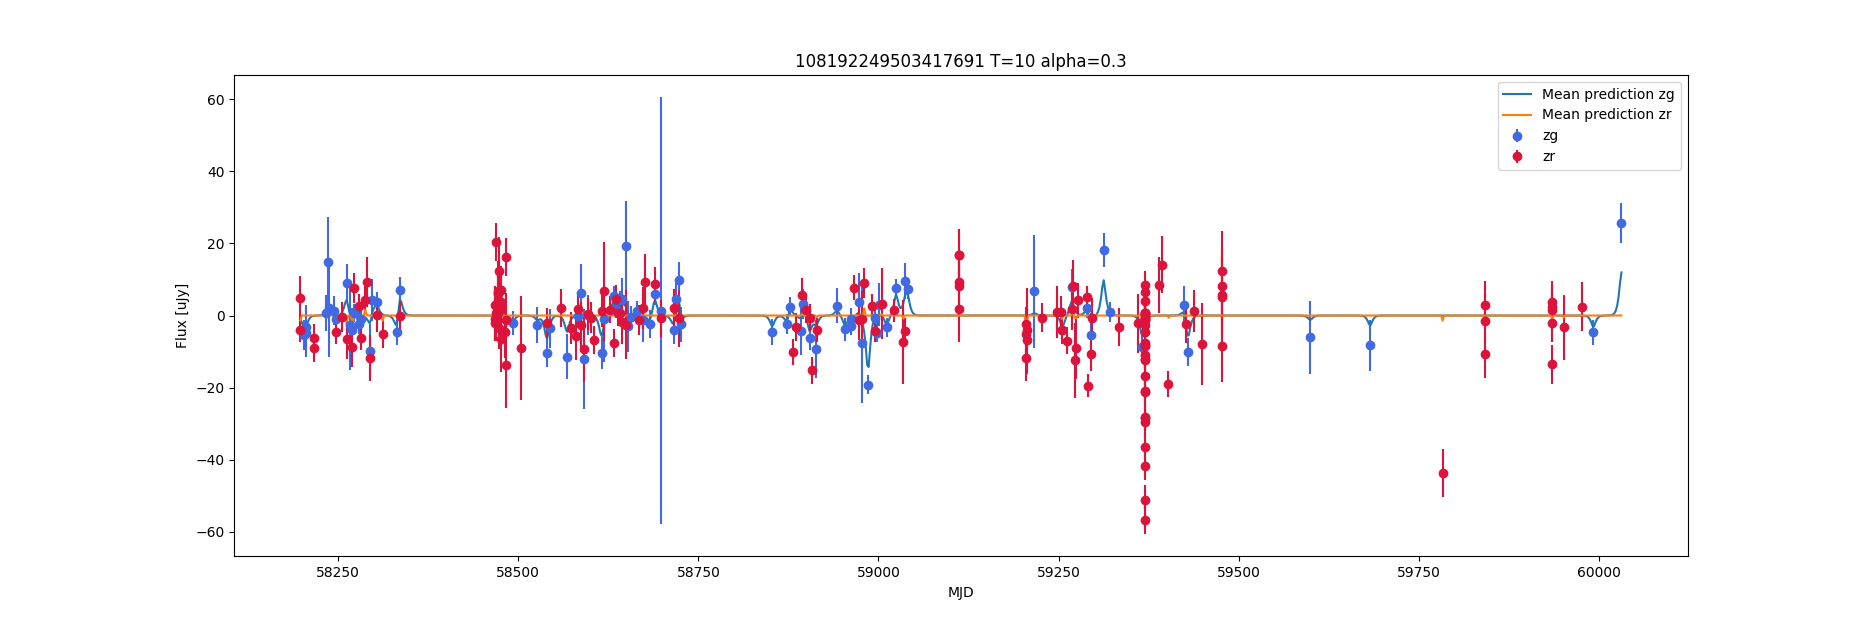 108192249503417691 T=10 alpha=0.3
Mean prediction zg
Mean prediction zr
zg
zr
Flux [uJy]
60
40
20
0
−20
−40
−60
58250 58500 58750 59000 59250 59500 59750 60000
MJD